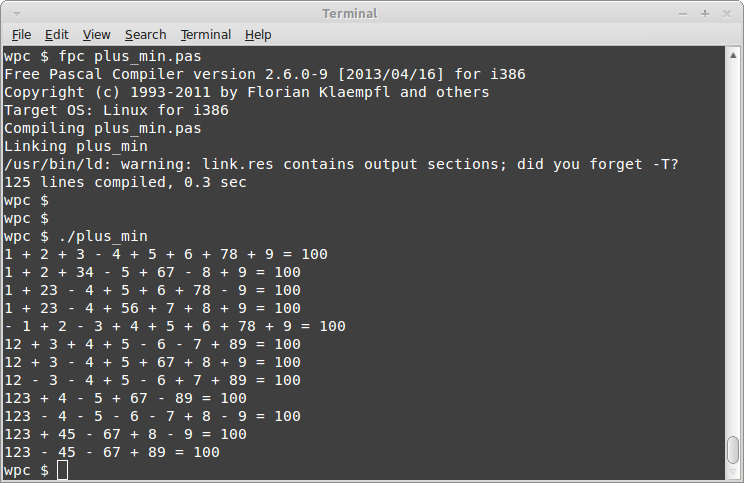 Terminal
File Edit View Search Terminal Help
wpc $ fpc plus_min.pas
Free Pascal Compiler version 2.6.0-9 [2013/04/16] for i386
Copyright (c) 1993-2011 by Florian Klaempfl and others
Target OS: Linux for i386
Compiling plus_min.pas
Linking plus_min
/usr/bin/ld: warning: link.res contains output sections; did you forget -T?
125 lines compiled, 0.3 sec
wpc $
wpc $
wpc $ ./plus_min
1 + 2 + 3 - 4 + 5 + 6 + 78 + 9 = 100
1 + 2 + 34 - 5 + 67 - 8 + 9 = 100
1 + 23 - 4 + 5 + 6 + 78 - 9 = 100
1 + 23 - 4 + 56 + 7 + 8 + 9 = 100
- 1 + 2 - 3 + 4 + 5 + 6 + 78 + 9 = 100
12 + 3 + 4 + 5 - 6 - 7 + 89 = 100
12 + 3 - 4 + 5 + 67 + 8 + 9 = 100
12 - 3 - 4 + 5 - 6 + 7 + 89 = 100
123 + 4 - 5 + 67 - 89 = 100
123 - 4 - 5 - 6 - 7 + 8 - 9 = 100
123 + 45 - 67 + 8 - 9 = 100
123 - 45 - 67 + 89 = 100
wpc $